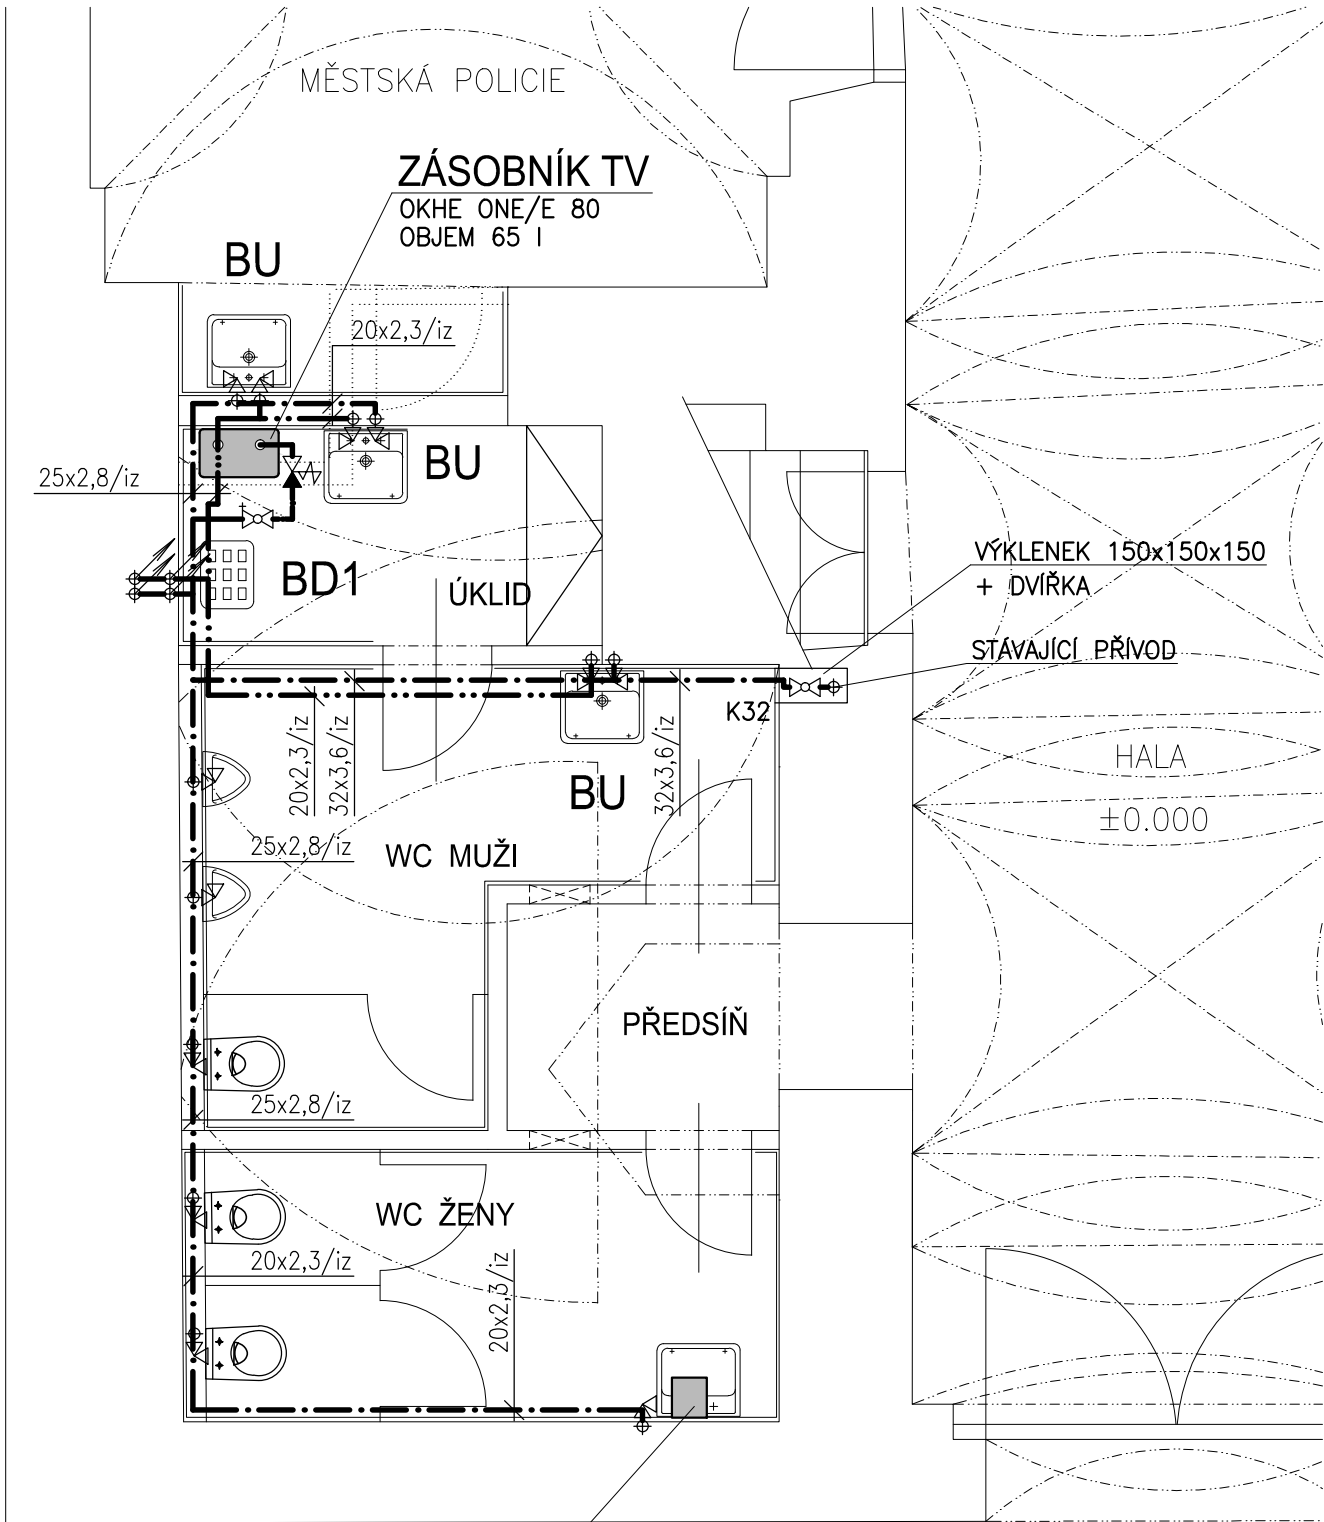 MĚSTSKÁ POLICIE
ZÁSOBNÍK TV
OKHE ONE/E 80
OBJEM 65 l
BU
20x2,3/iz
BU
25x2,8/iz
BD1
ÚKLID
VÝKLENEK 150x150x150
+ DVÍŘKA
STÁVAJÍCÍ PŘÍVOD
K32
20x2,3/iz
32x3,6/iz
32x3,6/iz
BU
HALA
±0.000
25x2,8/iz
WC MUŽI
PŘEDSÍŇ
25x2,8/iz
WC ŽENY
20x2,3/iz
20x2,3/iz